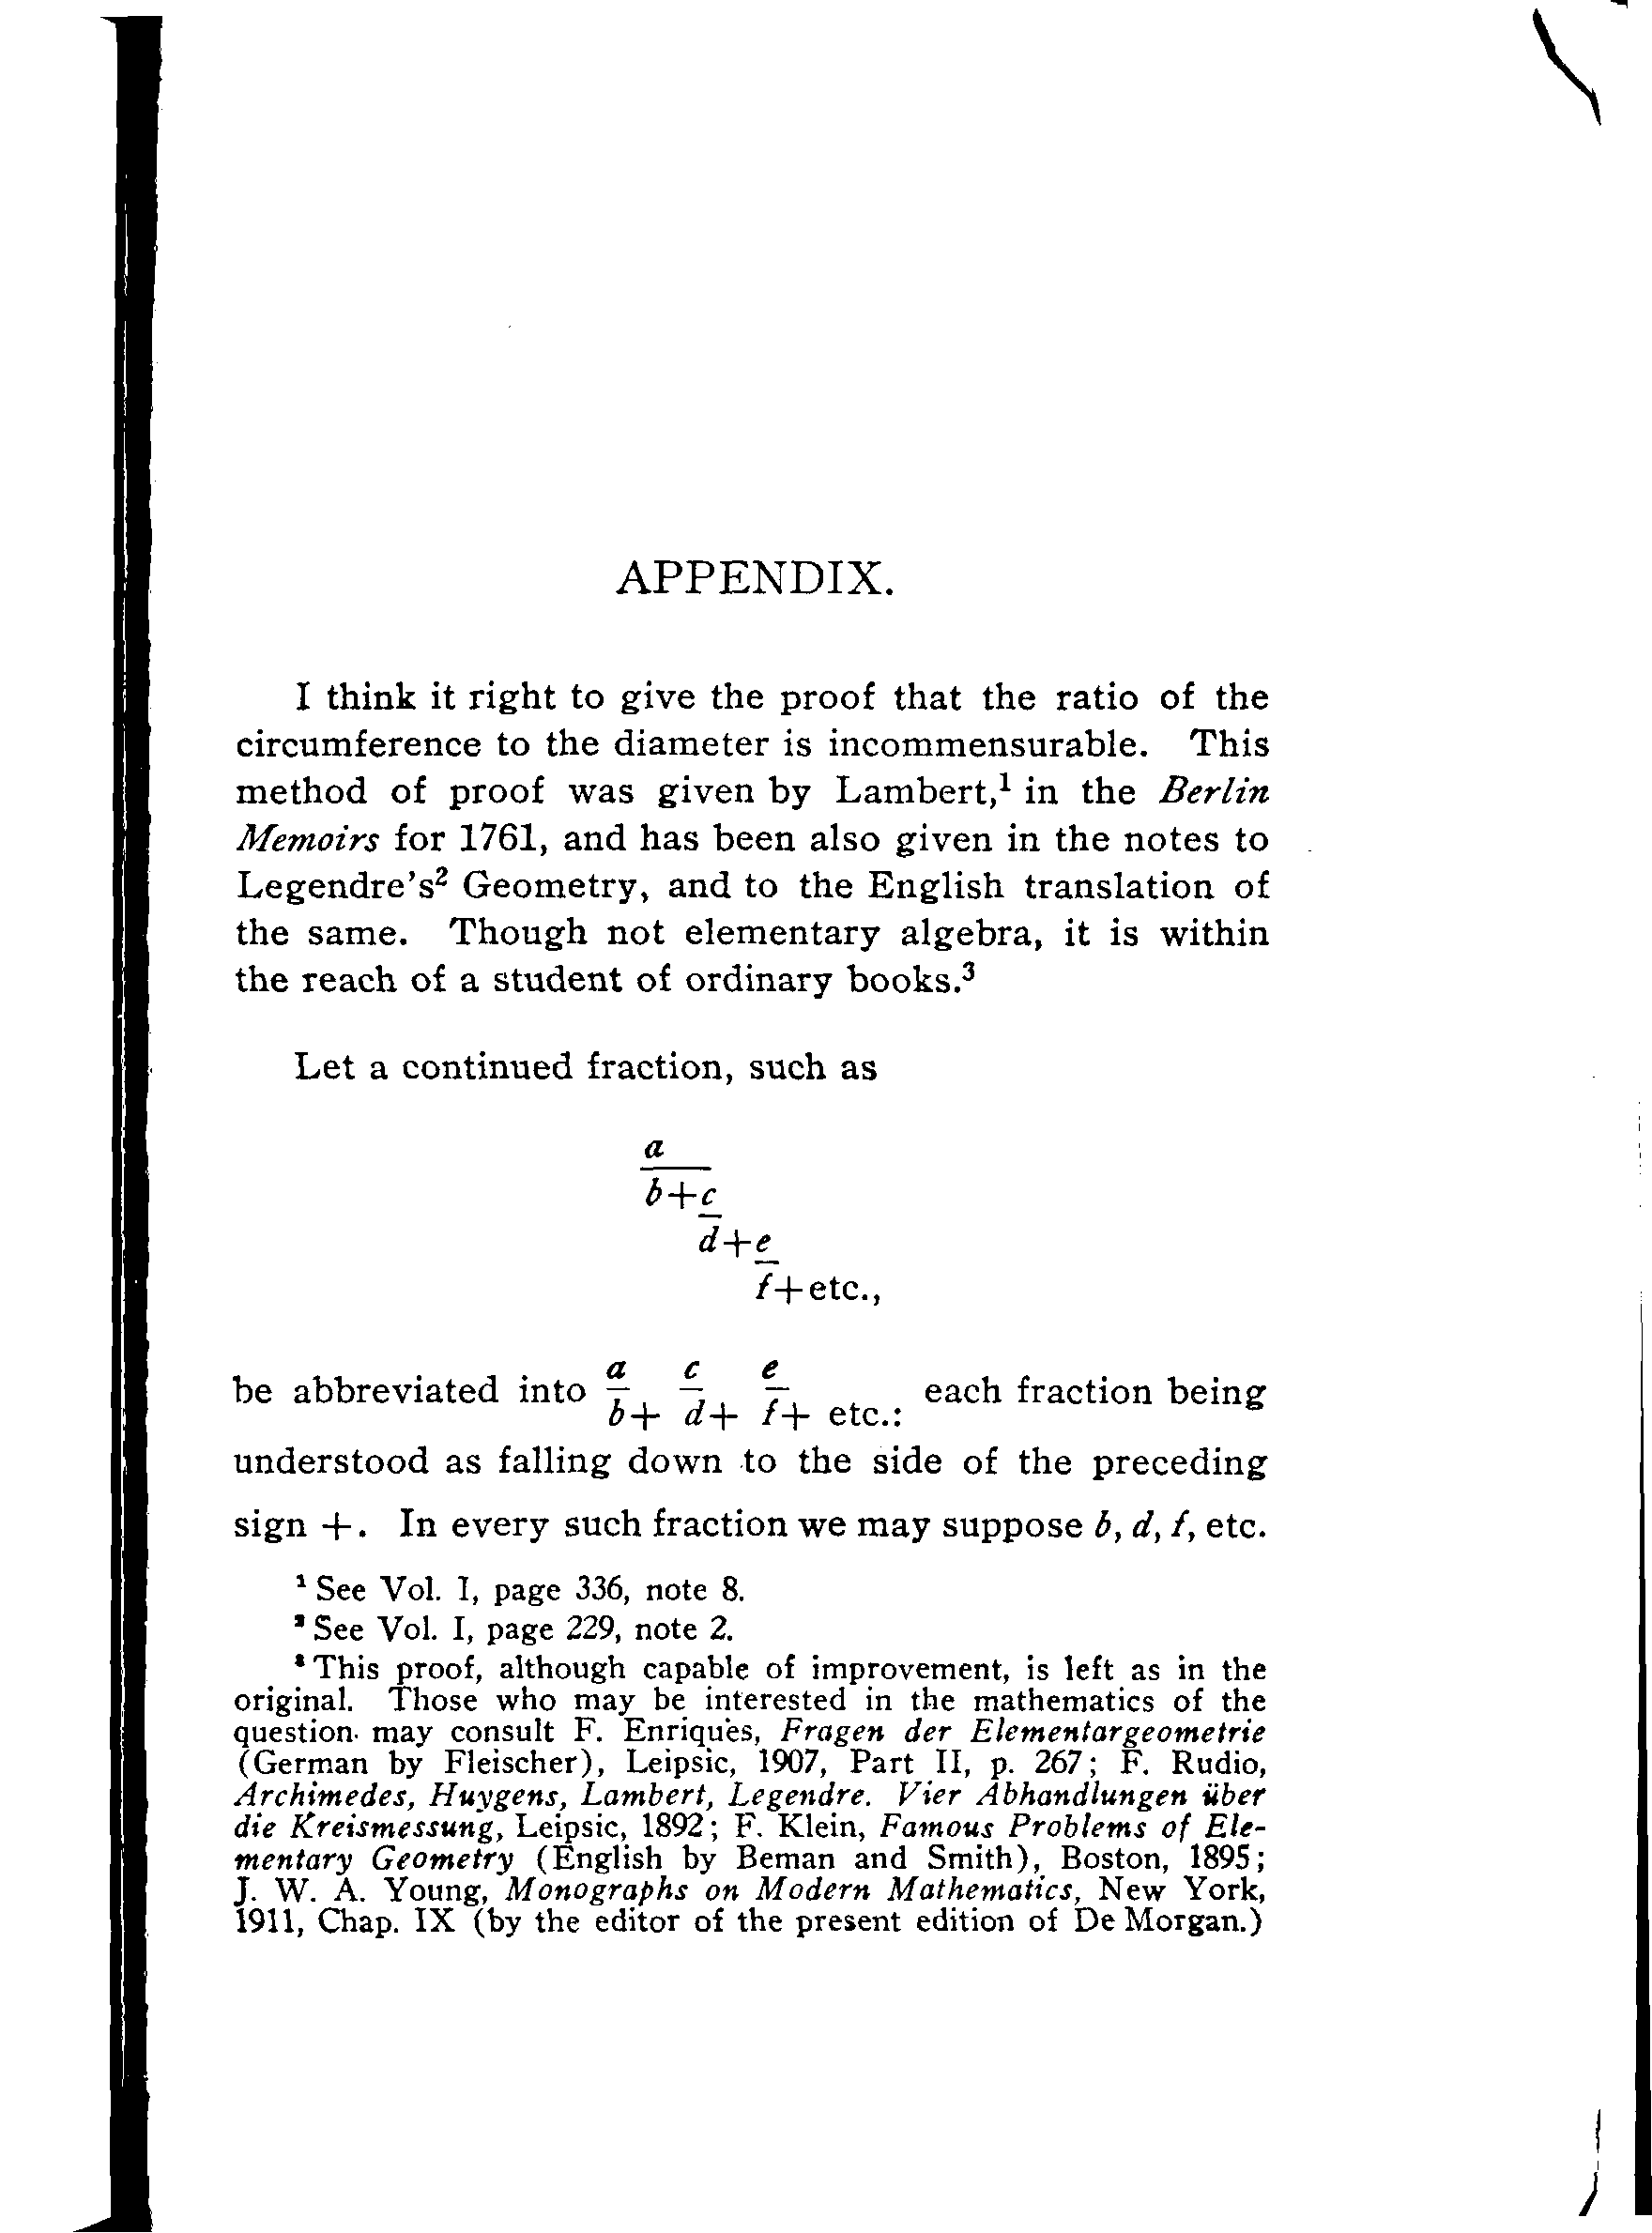 APPENDIX.
I think it right to give the proof that the ratio of the
circumference to the diameter is incommensurable. This
method of proof was given by Lambert,¹ in the Berlin
Memoirs for 1761, and has been also given in the notes to
Legendre's² Geometry, and to the English translation of
the same. Though not elementary algebra, it is within
the reach of a student of ordinary books.³
Let a continued fraction, such as
a
b+c
d+e
f+etc.,
be abbreviated into a/b+ c/d+ e/f+ etc.: each fraction being
understood as falling down to the side of the preceding
sign +. In every such fraction we may suppose b, d, f, etc.
¹ See Vol. I, page 336, note 8.
² See Vol. I, page 229, note 2.
³ This proof, although capable of improvement, is left as in the
original. Those who may be interested in the mathematics of the
question may consult F. Enriques, Fragen der Elementargeometrie
(German by Fleischer), Leipsic, 1907, Part II, p. 267; F. Rudio,
Archimedes, Huygens, Lambert, Legendre. Vier Abhandlungen über
die Kreismessung, Leipsic, 1892; F. Klein, Famous Problems of Ele-
mentary Geometry (English by Beman and Smith), Boston, 1895;
J. W. A. Young, Monographs on Modern Mathematics, New York,
1911, Chap. IX (by the editor of the present edition of De Morgan.)